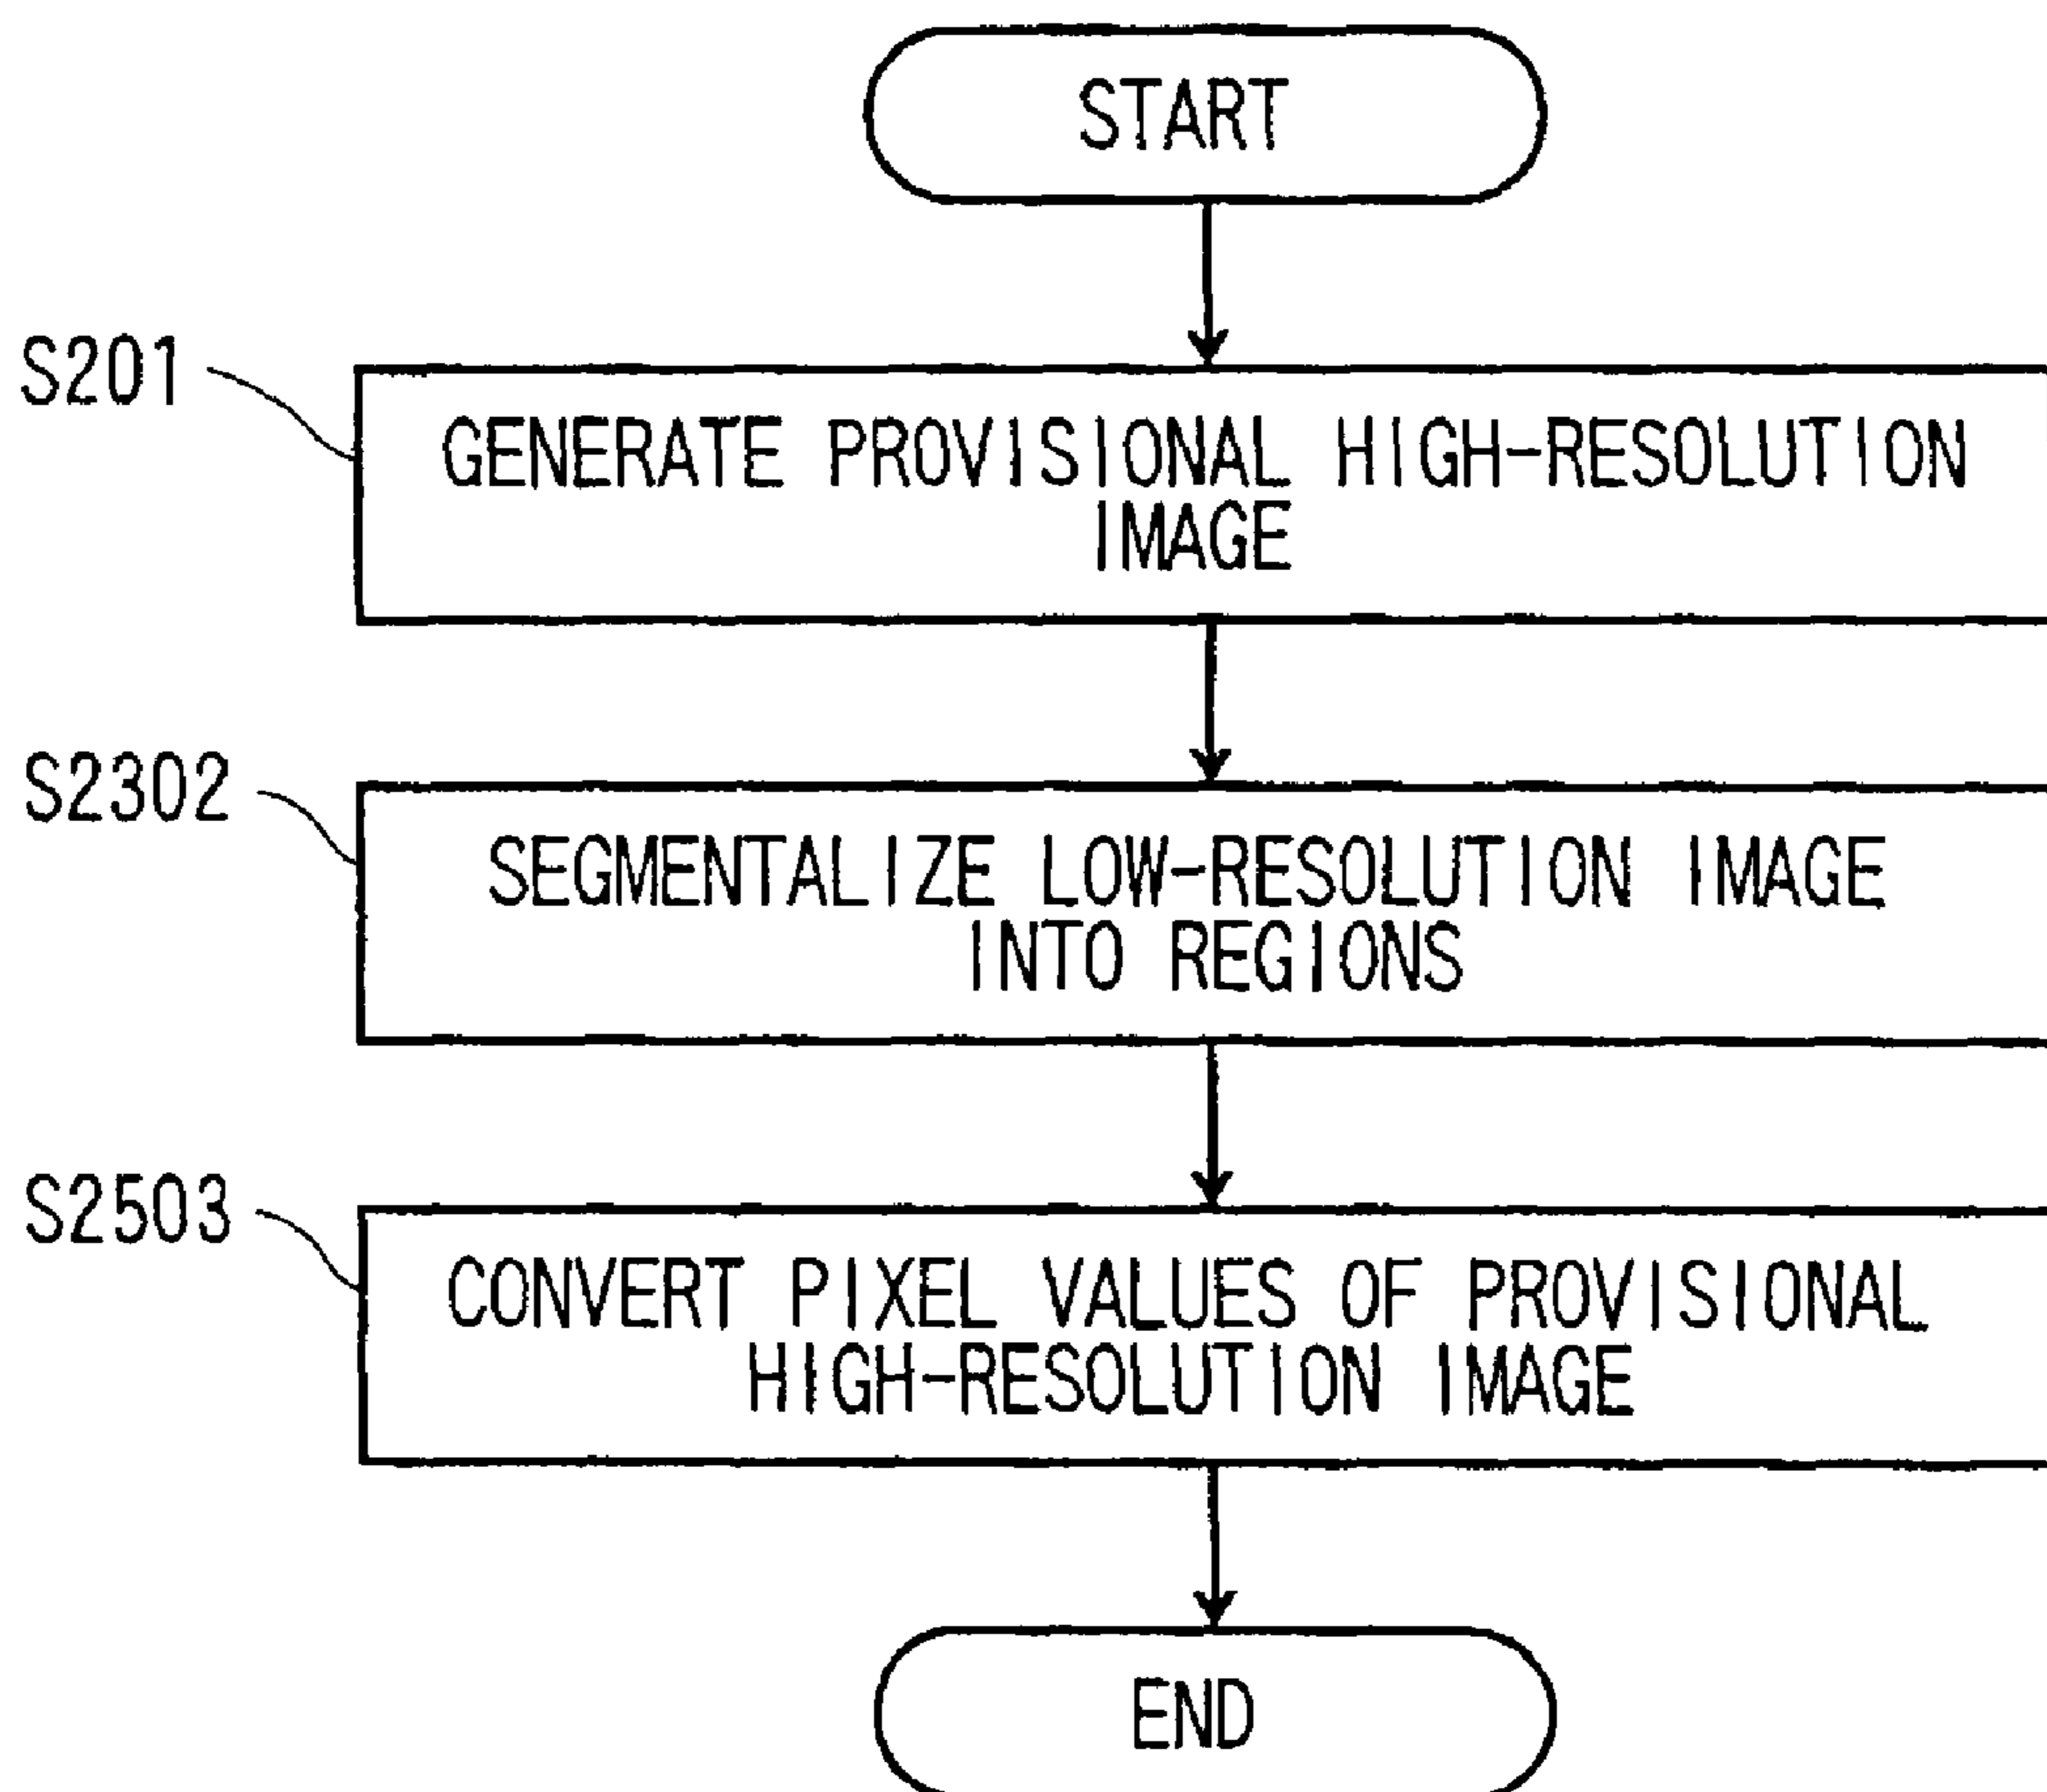 START
S201
GENERATE PROVISIONAL HIGH-RESOLUTION
IMAGE
S2302
SEGMENTALIZE LOW-RESOLUTION IMAGE
INTO REGIONS
S2503
CONVERT PIXEL VALUES OF PROVISIONAL
HIGH-RESOLUTION IMAGE
END